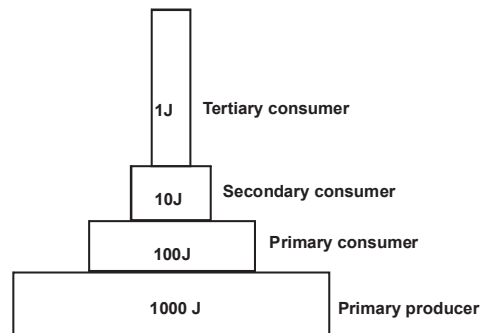 1J Tertiary consumer
10J Secondary consumer
100J Primary consumer
1000 J Primary producer